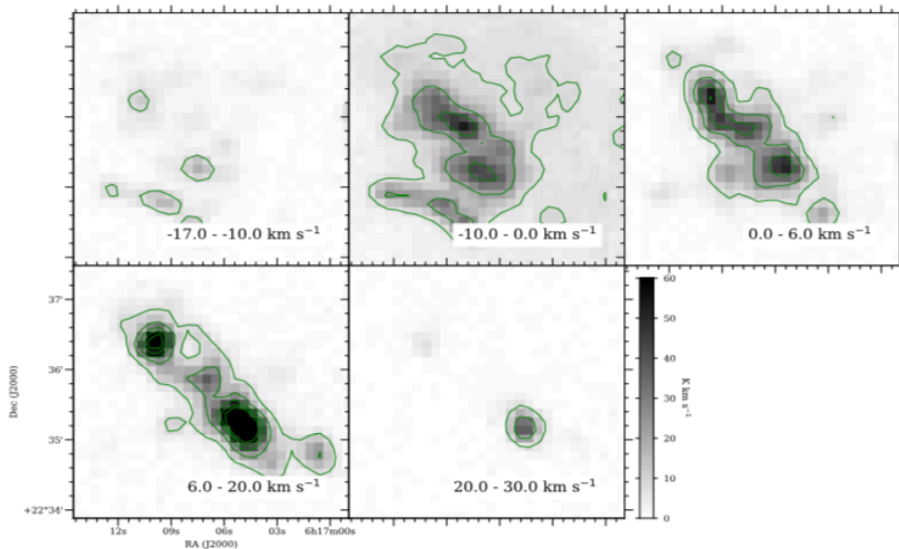 -17.0 - -10.0 km s⁻¹
-10.0 - 0.0 km s⁻¹
0.0 - 6.0 km s⁻¹
37'
36'
35'
+22°34'
Dec (J2000)
6.0 - 20.0 km s⁻¹
20.0 - 30.0 km s⁻¹
60
50
40
30
20
10
0
K km s⁻¹
12s 09s 06s 03s 6h17m00s
RA (J2000)